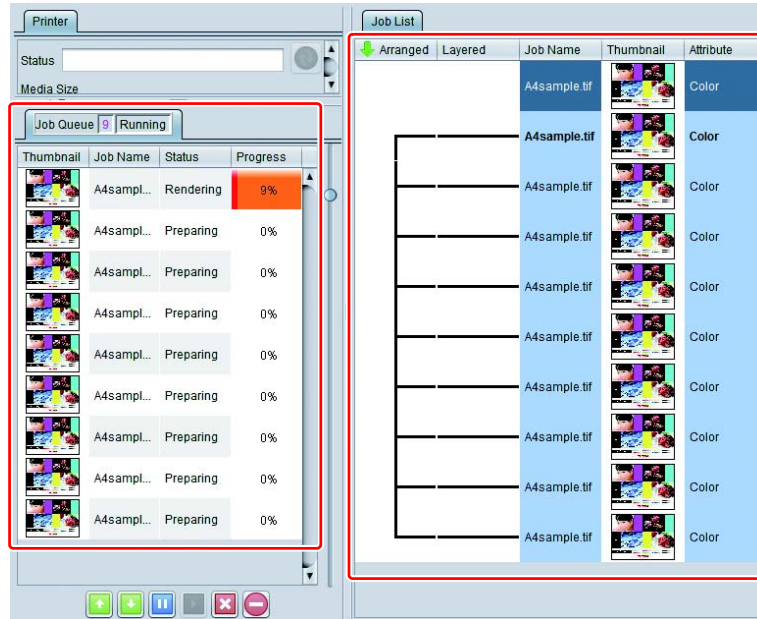 Printer
Status
Media Size
Job Queue 9 Running
Thumbnail Job Name Status Progress
A4sampl... Rendering 9%
A4sampl... Preparing 0%
A4sampl... Preparing 0%
A4sampl... Preparing 0%
A4sampl... Preparing 0%
A4sampl... Preparing 0%
A4sampl... Preparing 0%
A4sampl... Preparing 0%
A4sampl... Preparing 0%
Job List
Arranged Layered Job Name Thumbnail Attribute
A4sample.tif Color
A4sample.tif Color
A4sample.tif Color
A4sample.tif Color
A4sample.tif Color
A4sample.tif Color
A4sample.tif Color
A4sample.tif Color
A4sample.tif Color
A4sample.tif Color